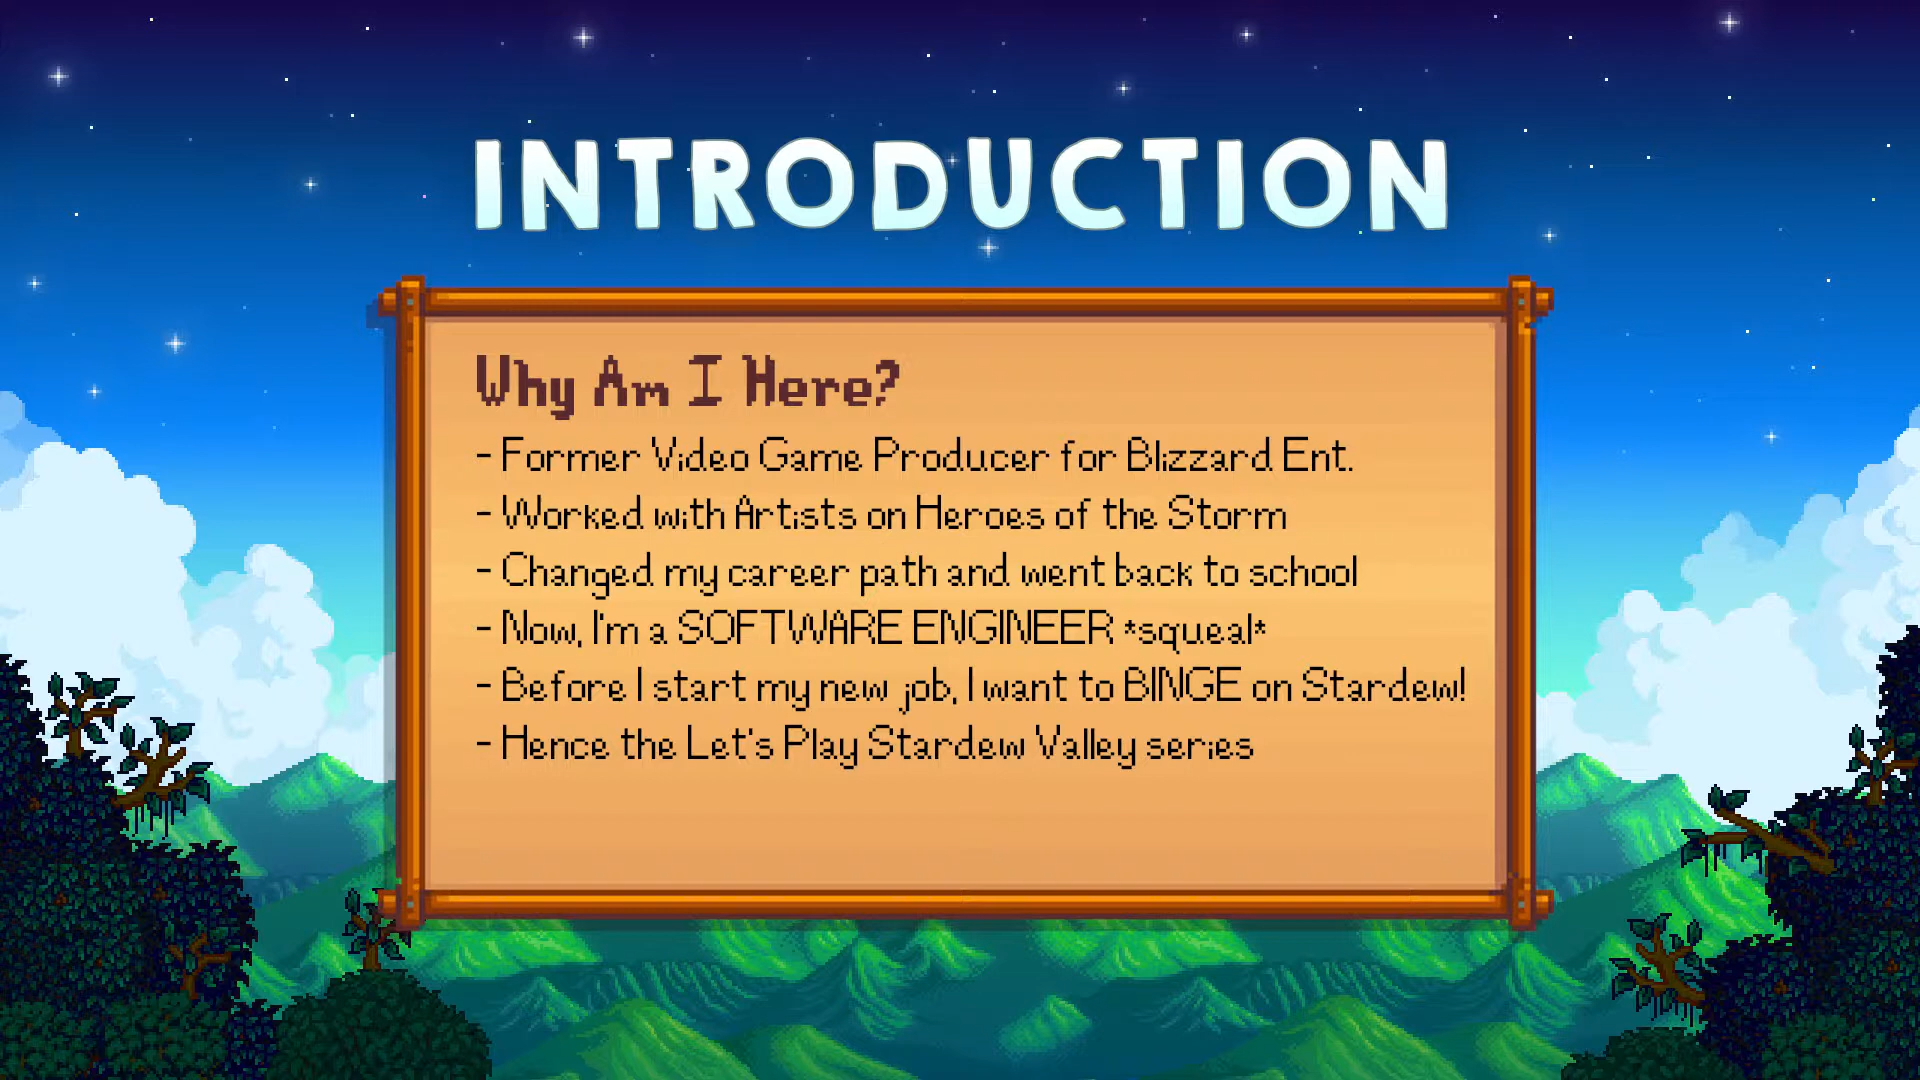 INTRODUCTION
Why Am I Here?
- Former Video Game Producer for Blizzard Ent.
- Worked with Artists on Heroes of the Storm
- Changed my career path and went back to school
- Now, I'm a SOFTWARE ENGINEER *squeal*
- Before I start my new job, I want to BINGE on Stardew!
- Hence the Let's Play Stardew Valley series